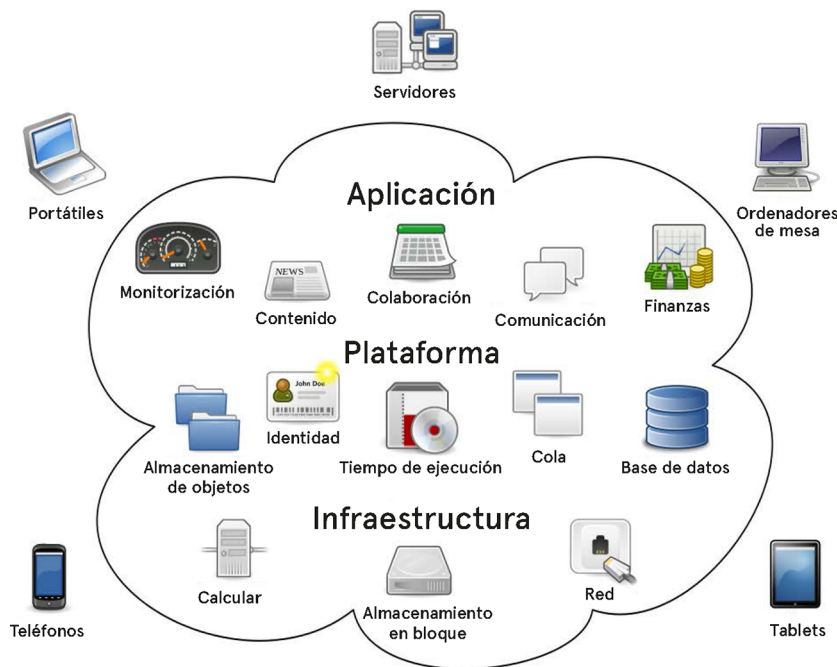 Servidores
Portátiles
Ordenadores
de mesa
Aplicación
Monitorización
NEWS
Contenido
Colaboración
Comunicación
Finanzas
Plataforma
John Doe
Identidad
Almacenamiento
de objetos
Tiempo de ejecución
Cola
Base de datos
Infraestructura
Calcular
Almacenamiento
en bloque
Red
Teléfonos
Tablets